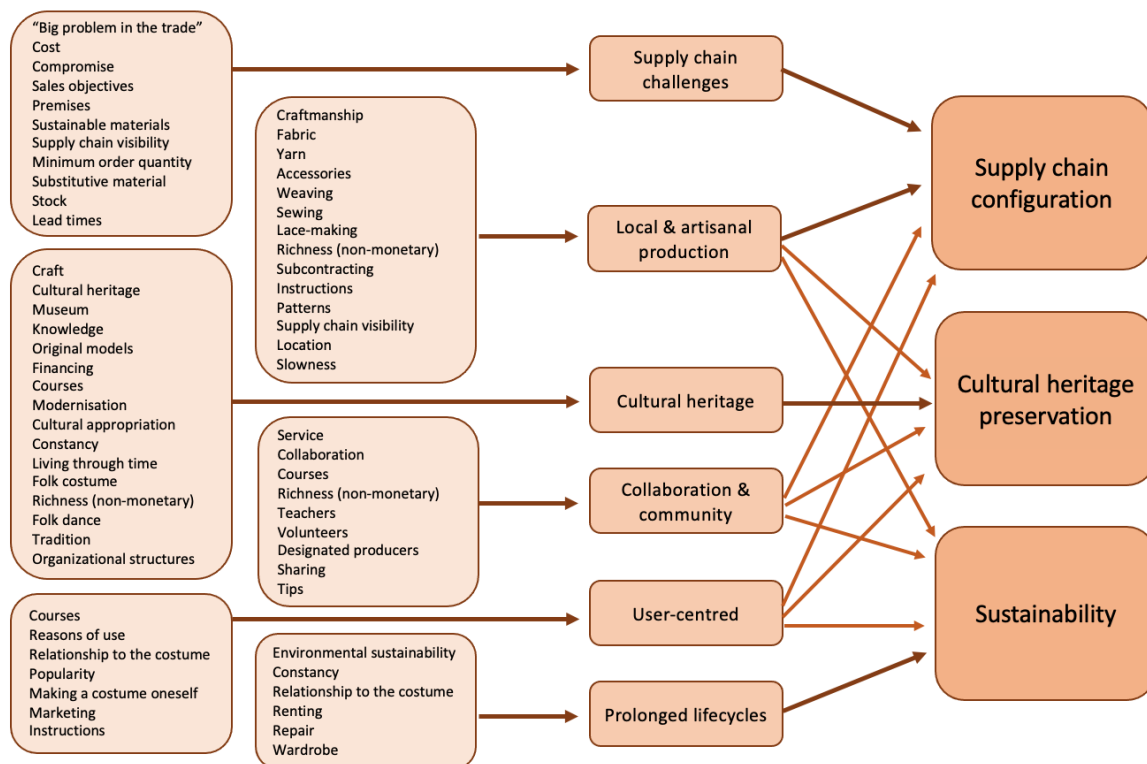 “Big problem in the trade”
Cost
Compromise
Sales objectives
Premises
Sustainable materials
Supply chain visibility
Minimum order quantity
Substitutive material
Stock
Lead times
Craftmanship
Fabric
Yarn
Accessories
Weaving
Sewing
Lace-making
Richness (non-monetary)
Subcontracting
Instructions
Patterns
Supply chain visibility
Location
Slowness
Craft
Cultural heritage
Museum
Knowledge
Original models
Financing
Courses
Modernisation
Cultural appropriation
Constancy
Living through time
Folk costume
Richness (non-monetary)
Folk dance
Tradition
Organizational structures
Service
Collaboration
Courses
Richness (non-monetary)
Teachers
Volunteers
Designated producers
Sharing
Tips
Courses
Reasons of use
Relationship to the costume
Popularity
Making a costume oneself
Marketing
Instructions
Environmental sustainability
Constancy
Relationship to the costume
Renting
Repair
Wardrobe
Supply chain
challenges
Local & artisanal
production
Cultural heritage
Collaboration &
community
User-centred
Prolonged lifecycles
Supply chain
configuration
Cultural heritage
preservation
Sustainability